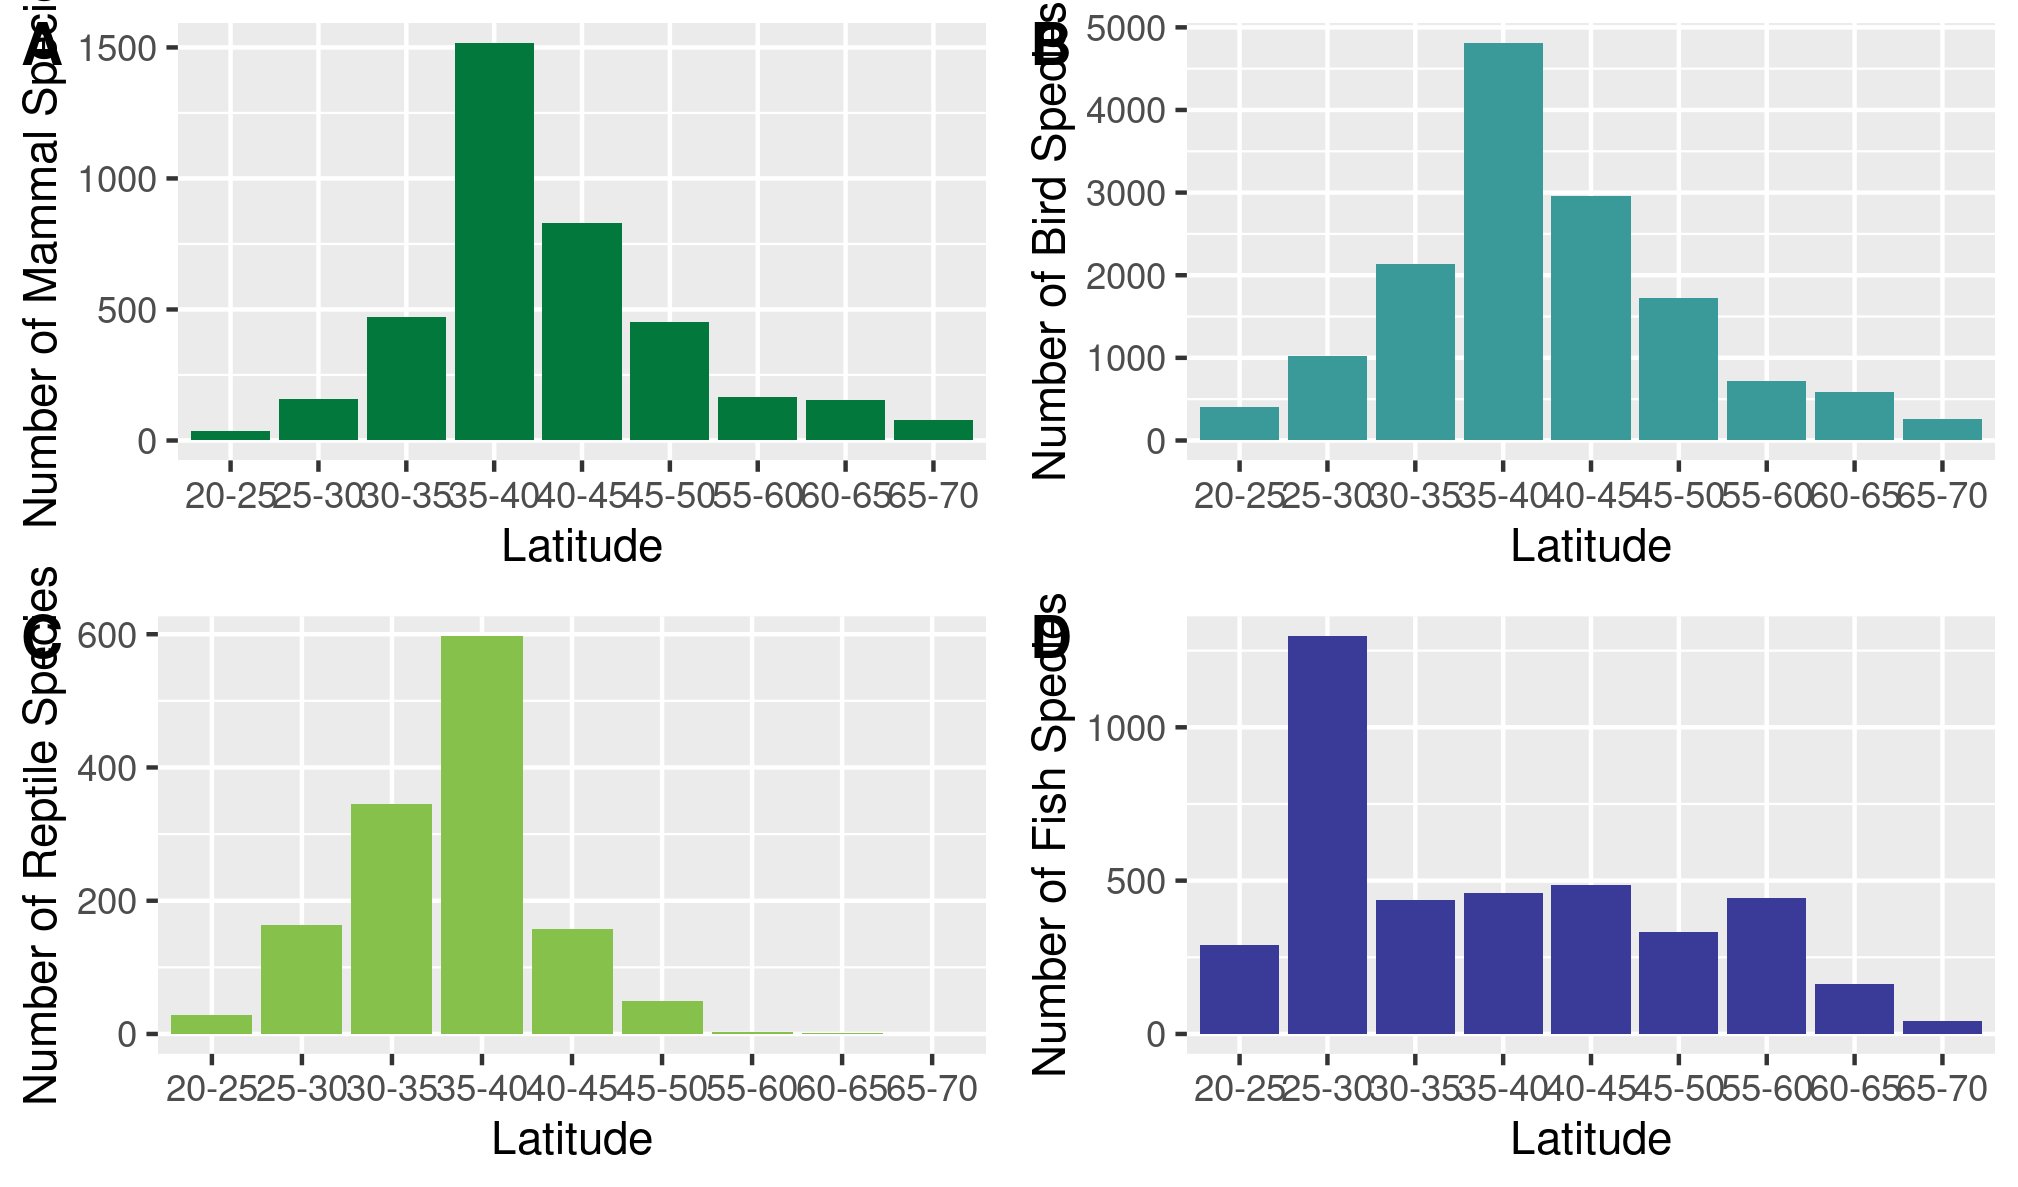 A
Number of Mammal Speci
1500
1000
500
0
20-25 25-30 30-35 35-40 40-45 45-50 55-60 60-65 65-70
Latitude
B
Number of Bird Species
5000
4000
3000
2000
1000
0
20-25 25-30 30-35 35-40 40-45 45-50 55-60 60-65 65-70
Latitude
C
Number of Reptile Species
600
400
200
0
20-25 25-30 30-35 35-40 40-45 45-50 55-60 60-65 65-70
Latitude
D
Number of Fish Species
1000
500
0
20-25 25-30 30-35 35-40 40-45 45-50 55-60 60-65 65-70
Latitude